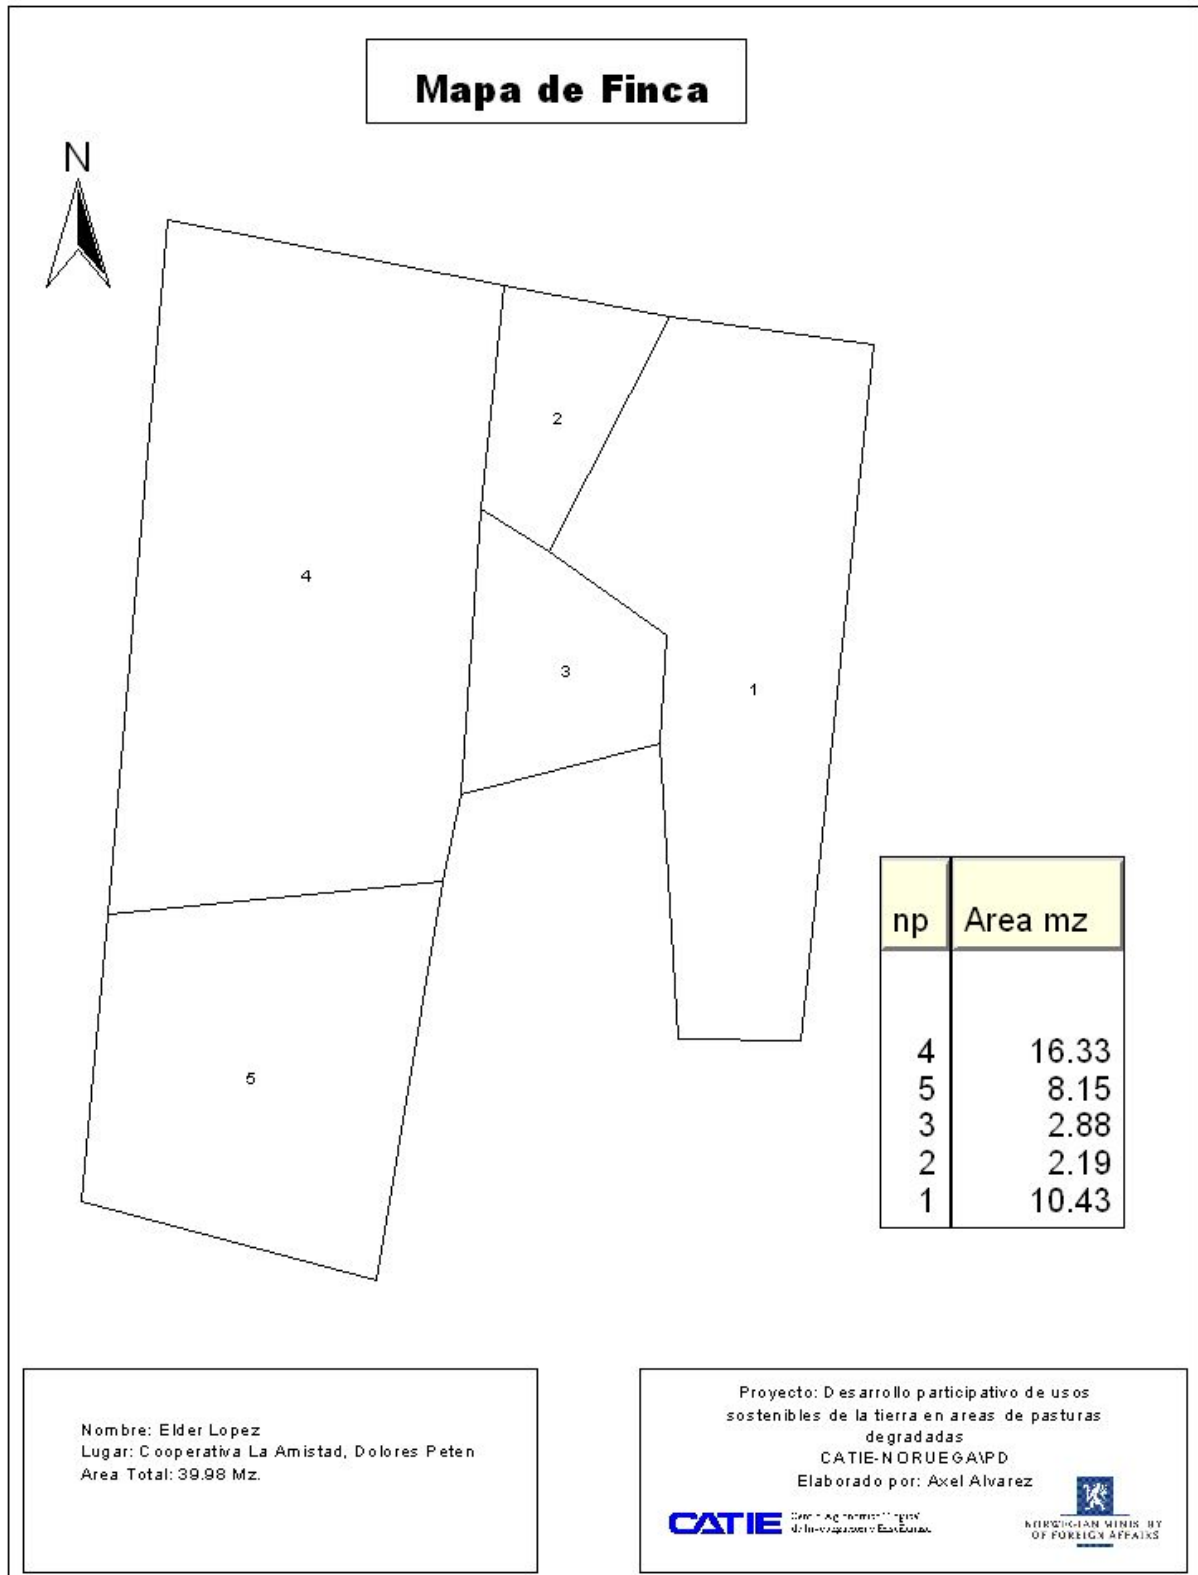 Mapa de Finca
N
2
4
3
1
5
np Area mz
4 16.33
5 8.15
3 2.88
2 2.19
1 10.43
Nombre: Elder Lopez
Lugar: Cooperativa La Amistad, Dolores Peten
Area Total: 39.98 Mz.
Proyecto: Desarrollo participativo de usos
sostenibles de la tierra en areas de pasturas
degradadas
CATIE-NORUEGA\PD
Elaborado por: Axel Alvarez
CATIE
NORWEGIAN MINISTRY
OF FOREIGN AFFAIRS